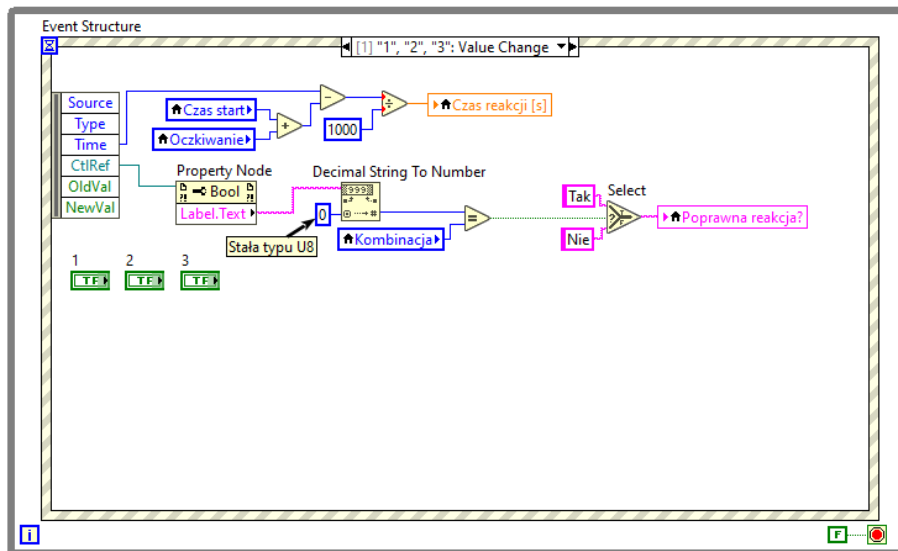 Event Structure
[1] "1", "2", "3": Value Change
Source
Type
Time
CtlRef
OldVal
NewVal
Czas start
Oczkiwanie
+
-
÷
1000
Czas reakcji [s]
Property Node
Bool
Label.Text
Decimal String To Number
999
0
Stała typu U8
Kombinacja
=
Tak
Nie
Select
?
Poprawna reakcja?
1 2 3
TF TF TF
i
F